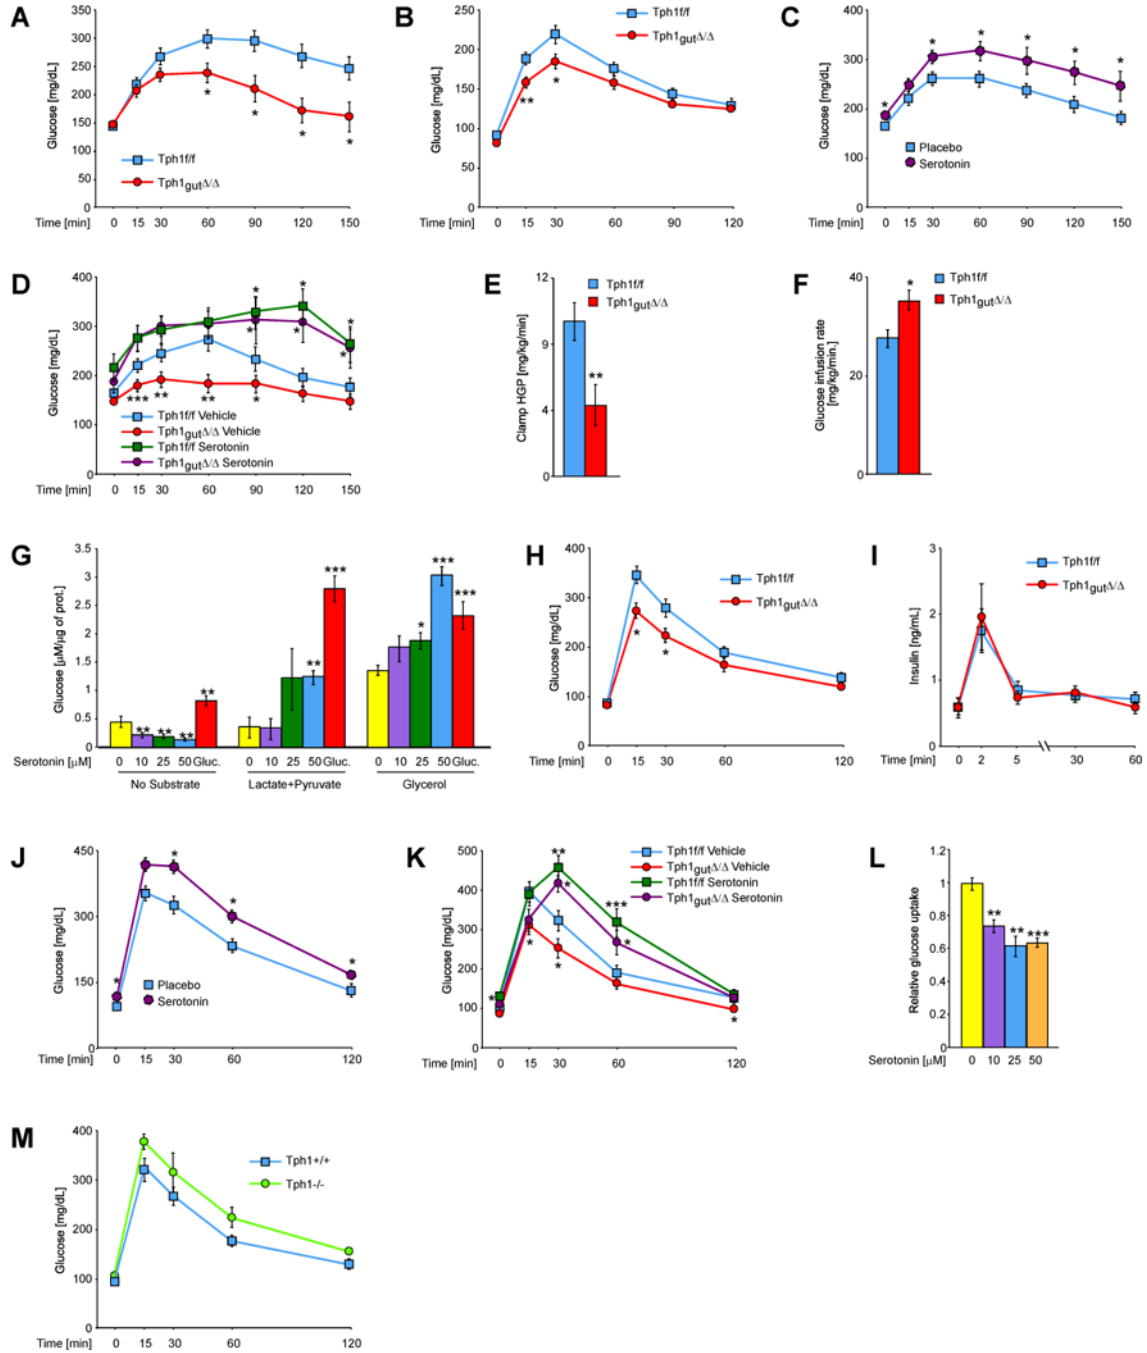 A
Glucose [mg/dL]
350
300
250
200
150
100
50
0
*
*
*
*
Tph1f/f
Tph1gutΔ/Δ
Time [min]
0 15 30 60 90 120 150
B
Glucose [mg/dL]
250
200
150
100
50
0
**
*
Tph1f/f
Tph1gutΔ/Δ
Time [min]
0 15 30 60 90 120
C
Glucose [mg/dL]
400
300
200
400
* * * * * * *
Placebo
Serotonin
Time [min]
0 15 30 60 90 120 150
D
Glucose [mg/dL]
400
300
200
150
0
* * *
* * *
*** ** ** *
Tph1f/f Vehicle
Tph1gutΔ/Δ Vehicle
Tph1f/f Serotonin
Tph1gutΔ/Δ Serotonin
Time [min]
0 15 30 60 90 120 150
E
Clamp HGP [mg/kg/min]
12
9
4
0
Tph1f/f
Tph1gutΔ/Δ
**
F
Glucose infusion rate
[mg/kg/min.]
40
20
0
Tph1f/f
Tph1gutΔ/Δ
*
G
Glucose [µM/µg of prot.]
3.5
3
2.5
2
1.5
1
0.5
0
** ** ** **
** ***
* *** ***
Serotonin [µM]
0 10 25 50 Gluc.
0 10 25 50 Gluc.
0 10 25 50 Gluc.
No Substrate
Lactate+Pyruvate
Glycerol
H
Glucose [mg/dL]
400
300
200
100
0
* *
Tph1f/f
Tph1gutΔ/Δ
Time [min]
0 15 30 60 120
I
Insulin [ng/mL]
3
2
1
0
Tph1f/f
Tph1gutΔ/Δ
Time [min]
0 2 5 30 60
J
Glucose [mg/dL]
450
300
150
0
* * * *
Placebo
Serotonin
Time [min]
0 15 30 60 120
K
Glucose [mg/dL]
500
400
300
200
100
0
** ***
* * *
* * *
Tph1f/f Vehicle
Tph1gutΔ/Δ Vehicle
Tph1f/f Serotonin
Tph1gutΔ/Δ Serotonin
Time [min]
0 15 30 60 120
L
Relative glucose uptake
1.2
1
0.8
0.6
0.4
0.2
0
** ** ***
Serotonin [µM]
0 10 25 50
M
Glucose [mg/dL]
400
300
200
100
0
Tph1+/+
Tph1-/-
Time [min]
0 15 30 60 120